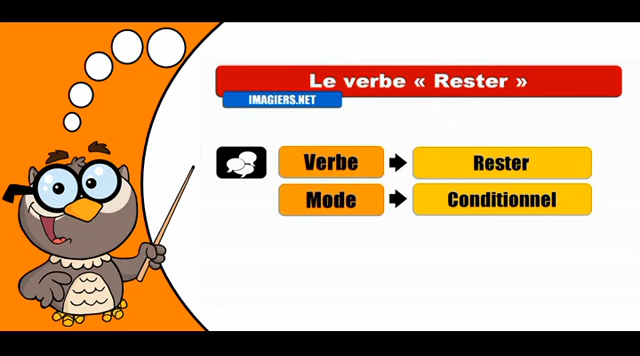 Le verbe « Rester »
IMAGIERS.NET
Verbe Rester
Mode Conditionnel